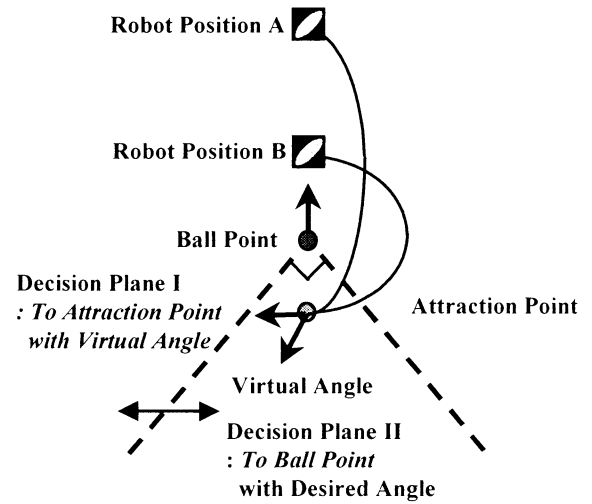 Robot Position A
Robot Position B
Ball Point
Decision Plane I
: To Attraction Point
with Virtual Angle
Attraction Point
Virtual Angle
Decision Plane II
: To Ball Point
with Desired Angle